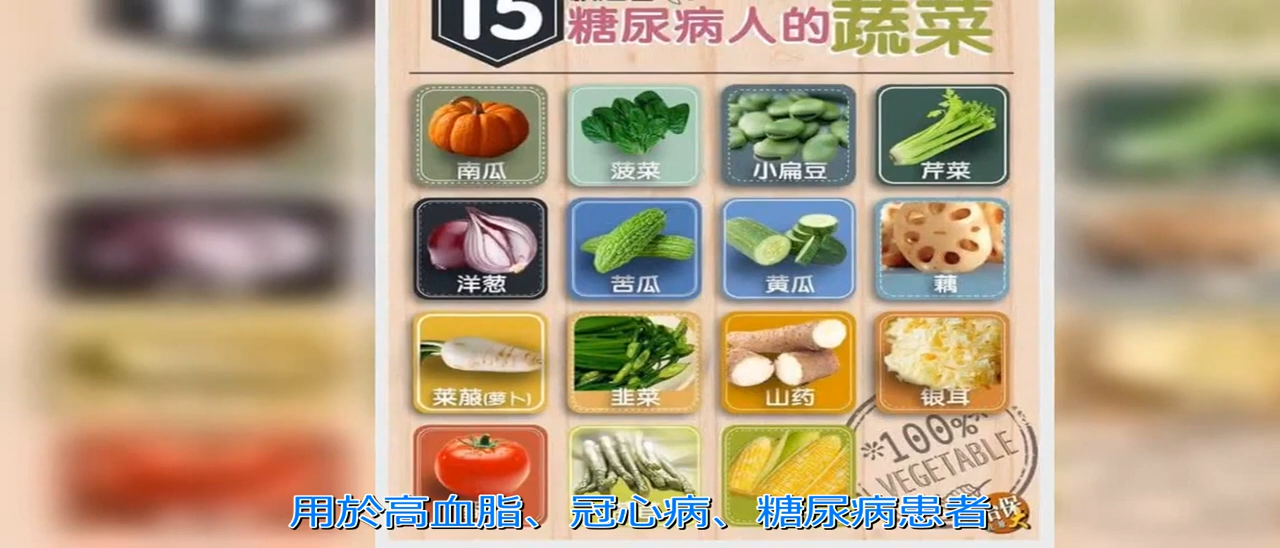 15
糖尿病人的蔬菜
南瓜
菠菜
小扁豆
芹菜
洋葱
苦瓜
黄瓜
藕
莱菔(萝卜)
韭菜
山药
银耳
*100%
VEGETABLE
用於高血脂、冠心病、糖尿病患者
保